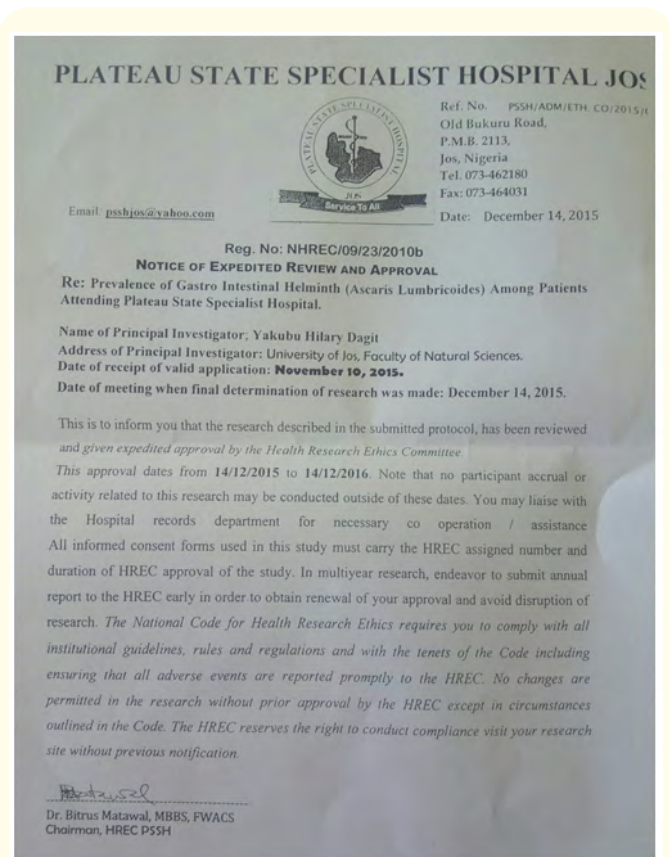 PLATEAU STATE SPECIALIST HOSPITAL JOS
PLATEAU STATE SPECIALIST HOSPITAL
JOS
Service To All
Ref. No. PSSH/ADM/ETH. CO/2015/
Old Bukuru Road,
P.M.B. 2113,
Jos, Nigeria
Tel. 073-462180
Fax: 073-464031
Email: psshjos@yahoo.com
Date: December 14, 2015
Reg. No: NHREC/09/23/2010b
NOTICE OF EXPEDITED REVIEW AND APPROVAL
Re: Prevalence of Gastro Intestinal Helminth (Ascaris Lumbricoides) Among Patients
Attending Plateau State Specialist Hospital.
Name of Principal Investigator; Yakubu Hilary Dagit
Address of Principal Investigator: University of Jos, Faculty of Natural Sciences.
Date of receipt of valid application: November 10, 2015.
Date of meeting when final determination of research was made: December 14, 2015.
This is to inform you that the research described in the submitted protocol, has been reviewed
and given expedited approval by the Health Research Ethics Committee.
This approval dates from 14/12/2015 to 14/12/2016. Note that no participant accrual or
activity related to this research may be conducted outside of these dates. You may liaise with
the Hospital records department for necessary co operation / assistance
All informed consent forms used in this study must carry the HREC assigned number and
duration of HREC approval of the study. In multiyear research, endeavor to submit annual
report to the HREC early in order to obtain renewal of your approval and avoid disruption of
research. The National Code for Health Research Ethics requires you to comply with all
institutional guidelines, rules and regulations and with the tenets of the Code including
ensuring that all adverse events are reported promptly to the HREC. No changes are
permitted in the research without prior approval by the HREC except in circumstances
outlined in the Code. The HREC reserves the right to conduct compliance visit your research
site without previous notification.
Dr. Bitrus Matawal, MBBS, FWACS
Chairman, HREC PSSH